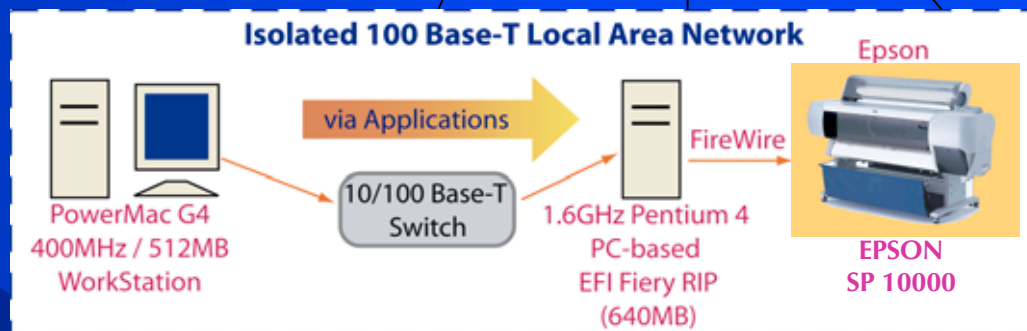 Isolated 100 Base-T Local Area Network
Epson
via Applications
FireWire
10/100 Base-T
Switch
PowerMac G4
400MHz / 512MB
WorkStation
1.6GHz Pentium 4
PC-based
EFI Fiery RIP
(640MB)
EPSON
SP 10000